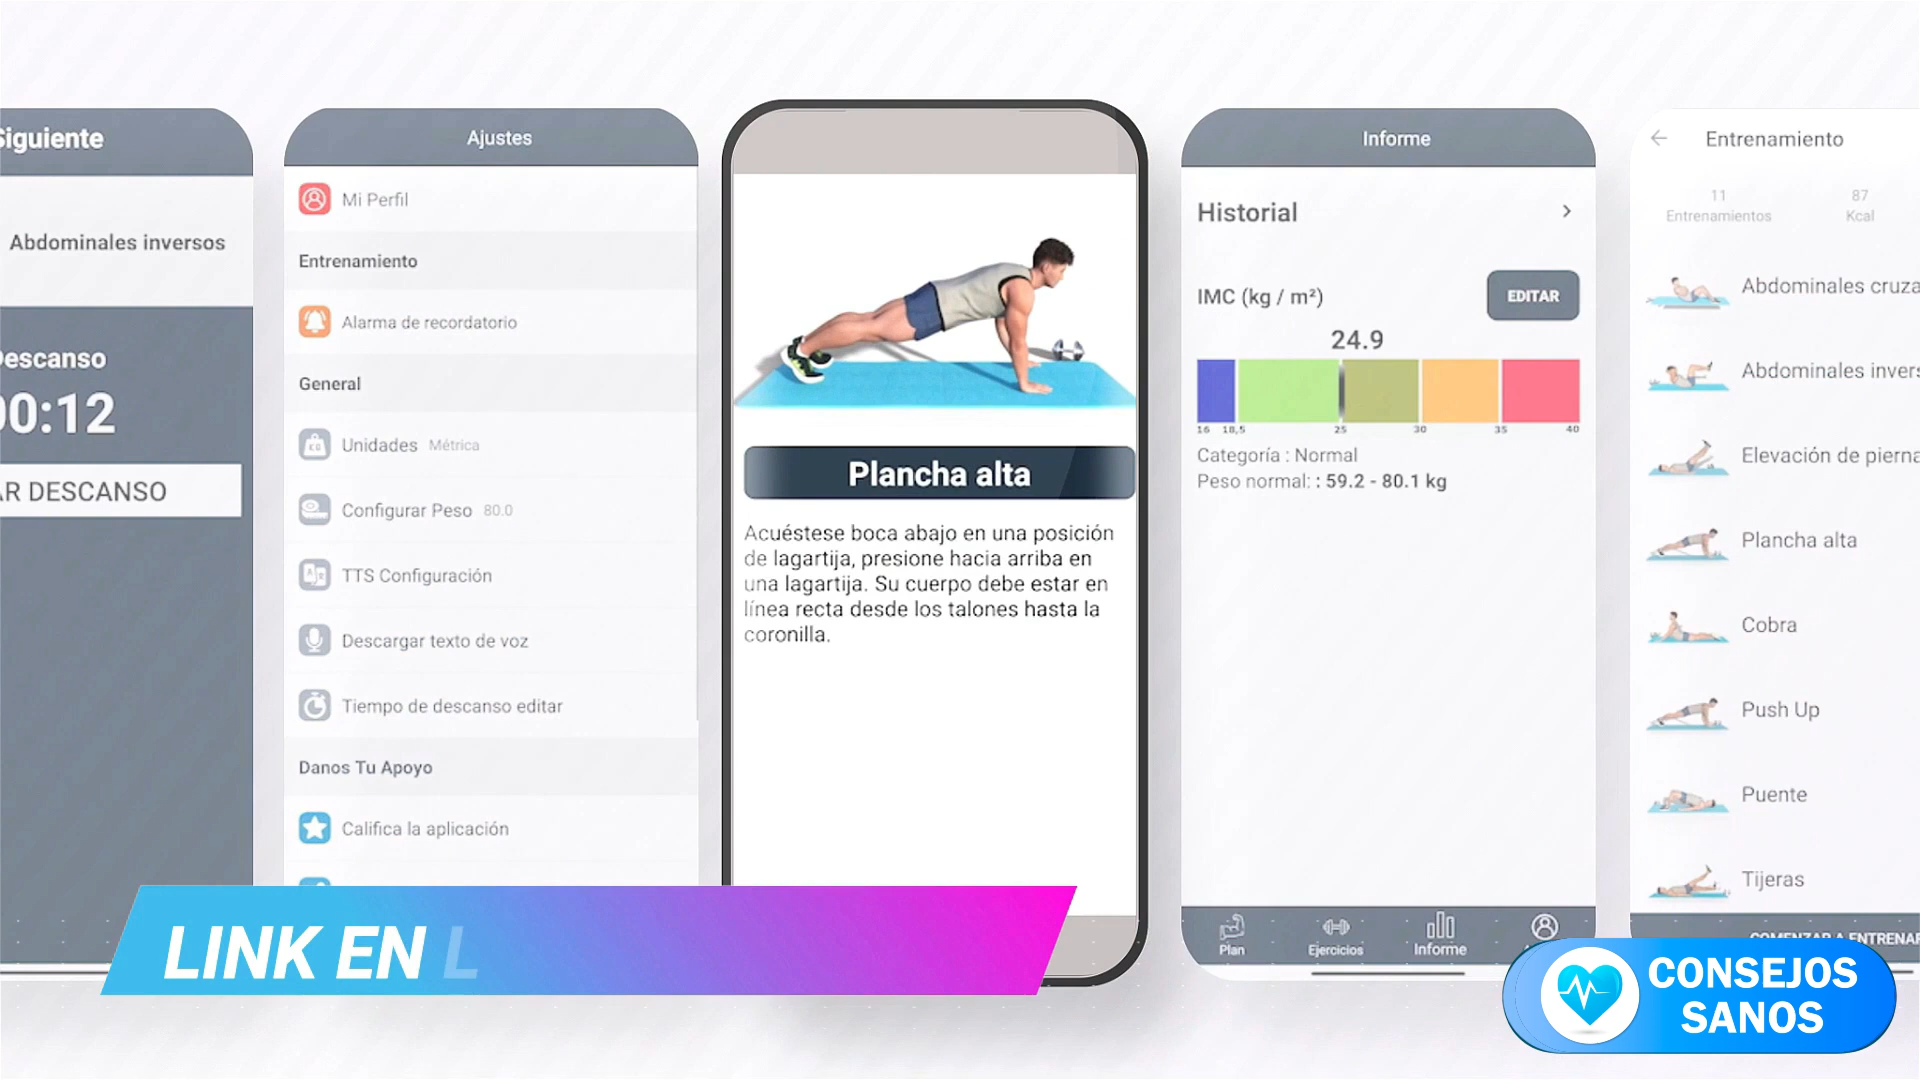 Siguiente
Abdominales inversos
Descanso
00:12
AR DESCANSO
Ajustes
Mi Perfil
Entrenamiento
Alarma de recordatorio
General
Unidades Métrica
Configurar Peso 80.0
TTS Configuración
Descargar texto de voz
Tiempo de descanso editar
Danos Tu Apoyo
Califica la aplicación
Plancha alta
Acuéstese boca abajo en una posición
de lagartija, presione hacia arriba en
una lagartija. Su cuerpo debe estar en
línea recta desde los talones hasta la
coronilla.
Informe
Historial
IMC (kg / m²)
EDITAR
24.9
16 18,5 25 30 35 40
Categoría : Normal
Peso normal: : 59.2 - 80.1 kg
Plan Ejercicios Informe
Entrenamiento
11 87
Entrenamientos Kcal
Abdominales cruza
Abdominales invers
Elevación de pierna
Plancha alta
Cobra
Push Up
Puente
Tijeras
COMENZAR A ENTRENAR
LINK EN L
CONSEJOS
SANOS